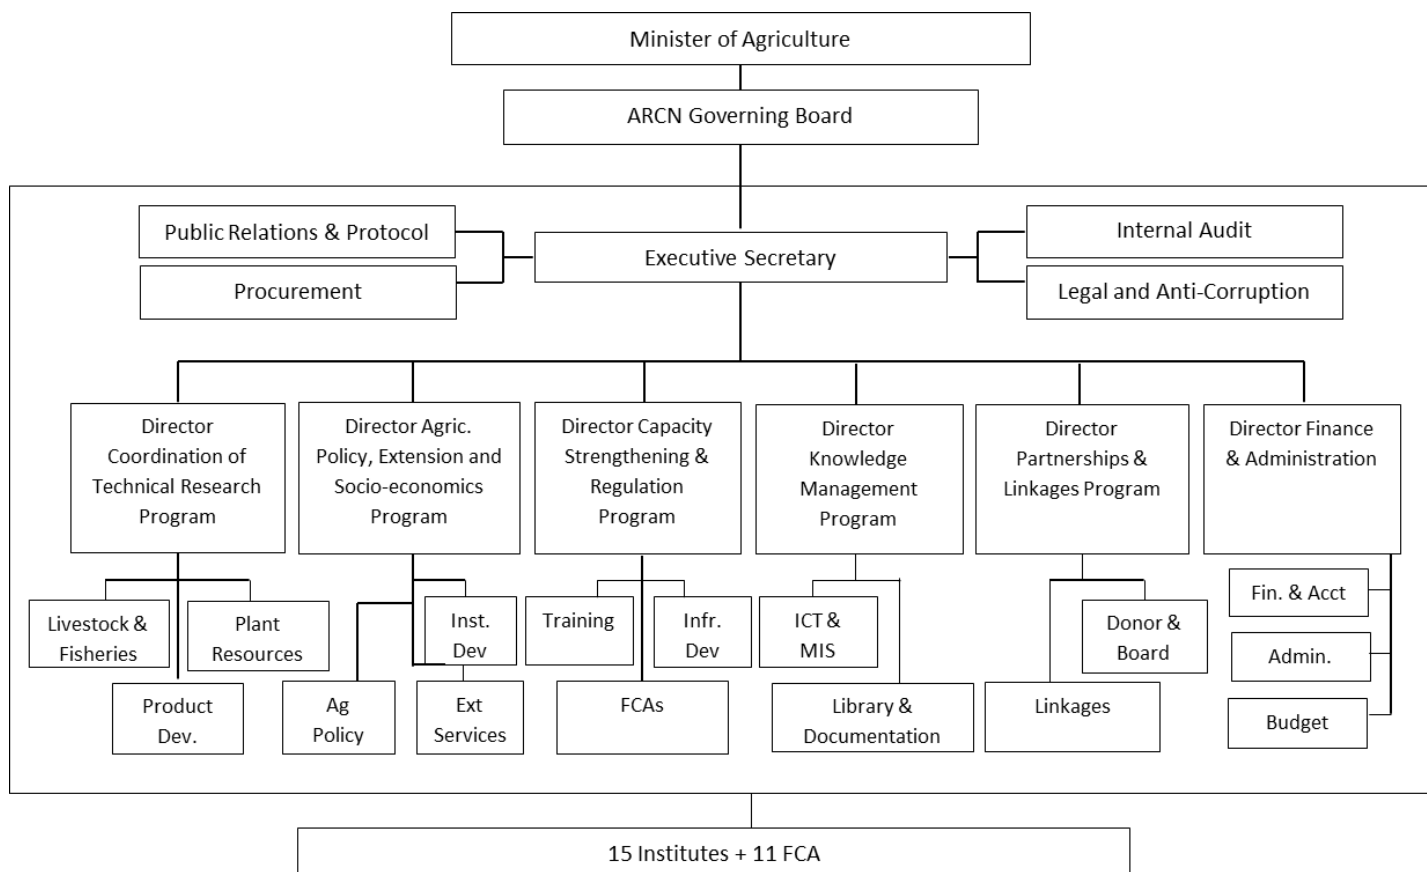 Minister of Agriculture
ARCN Governing Board
Public Relations & Protocol
Procurement
Executive Secretary
Internal Audit
Legal and Anti-Corruption
Director
Coordination of
Technical Research
Program
Director Agric.
Policy, Extension and
Socio-economics
Program
Director Capacity
Strengthening &
Regulation
Program
Director
Knowledge
Management
Program
Director
Partnerships &
Linkages Program
Director Finance
& Administration
Livestock &
Fisheries
Plant
Resources
Product
Dev.
Inst.
Dev
Ag
Policy
Ext
Services
Training
Infr.
Dev
FCAs
ICT &
MIS
Library &
Documentation
Donor &
Board
Linkages
Fin. & Acct
Admin.
Budget
15 Institutes + 11 FCA